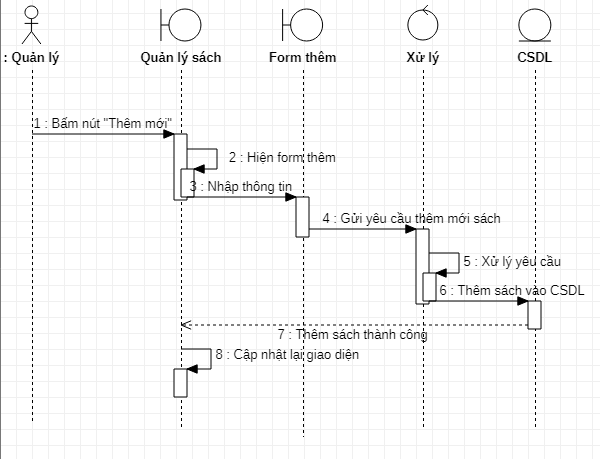 : Quản lý
Quản lý sách
Form thêm
Xử lý
CSDL
1 : Bấm nút "Thêm mới"
2 : Hiện form thêm
3 : Nhập thông tin
4 : Gửi yêu cầu thêm mới sách
5 : Xử lý yêu cầu
6 : Thêm sách vào CSDL
7 : Thêm sách thành công
8 : Cập nhật lại giao diện